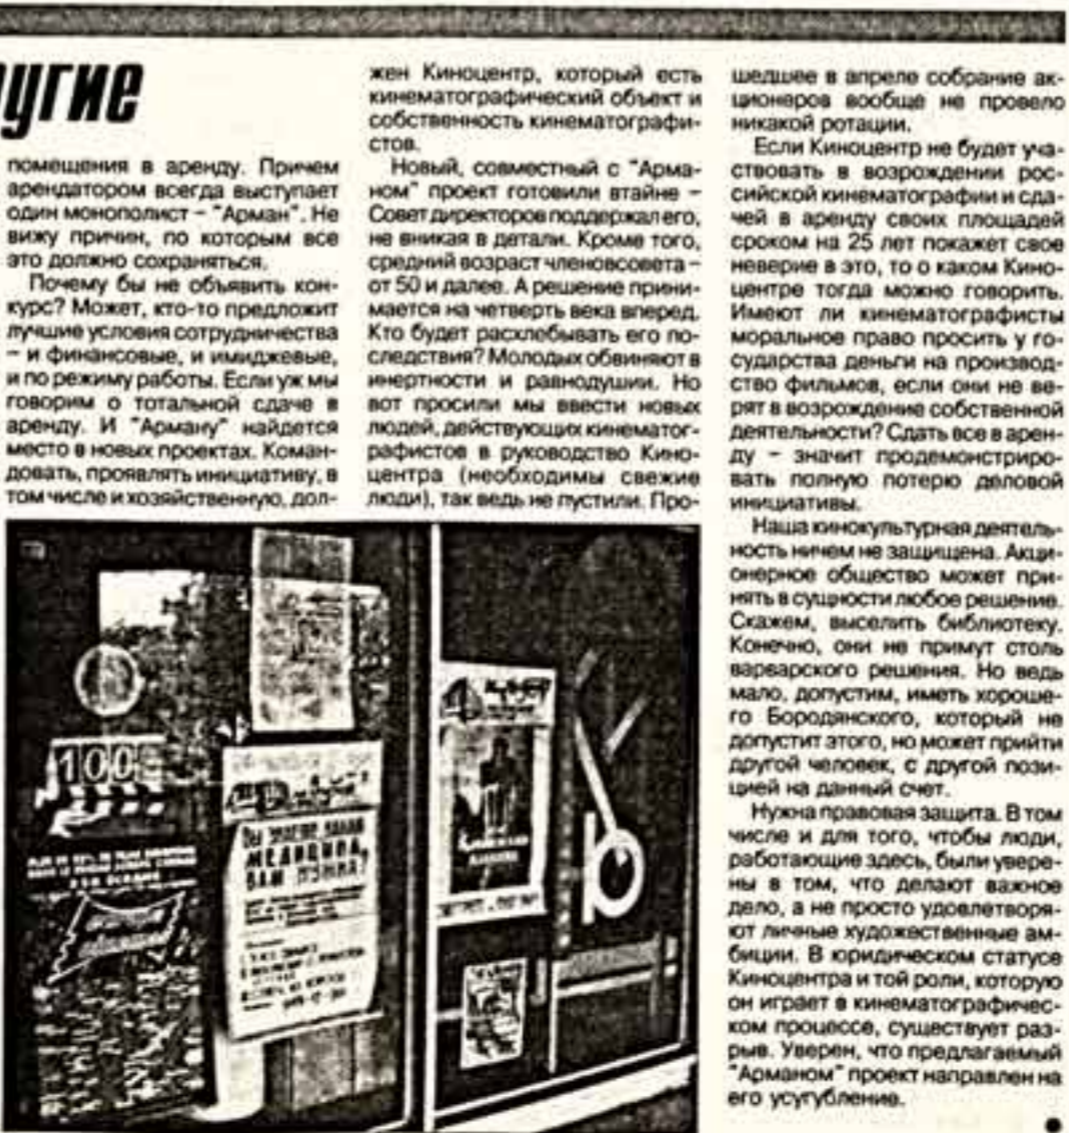 ругие
помещения в аренду. Причем
арендатором всегда выступает
один монополист – "Арман". Не
вижу причин, по которым все
это должно сохраняться.
Почему бы не объявить кон-
курс? Может, кто-то предложит
лучшие условия сотрудничества
– и финансовые, и имиджевые,
и по режиму работы. Если уж мы
говорим о тотальной сдаче в
аренду. И "Арману" найдется
место в новых проектах. Коман-
довать, проявлять инициативу, в
том числе и хозяйственную, дол-
жен Киноцентр, который есть
кинематографический объект и
собственность кинематографи-
стов.
Новый, совместный с "Арма-
ном" проект готовили втайне –
Совет директоров поддержал его,
не вникая в детали. Кроме того,
средний возраст членовсовета –
от 50 и далее. А решение прини-
мается на четверть века вперед.
Кто будет расхлебывать его по-
следствия? Молодых обвиняют в
инертности и равнодушии. Но
вот просили мы ввести новых
людей, действующих кинематог-
рафистов в руководство Кино-
центра (необходимы свежие
люди), так ведь не пустили. Про-
шедшее в апреле собрание ак-
ционеров вообще не провело
никакой ротации.
Если Киноцентр не будет уча-
ствовать в возрождении рос-
сийской кинематографии и сда-
чей в аренду своих площадей
сроком на 25 лет покажет свое
неверие в это, то о каком Кино-
центре тогда можно говорить.
Имеют ли кинематографисты
моральное право просить у го-
сударства деньги на производ-
ство фильмов, если они не ве-
рят в возрождение собственной
деятельности? Сдать все в арен-
ду – значит продемонстриро-
вать полную потерю деловой
инициативы.
Наша кинокультурная деятель-
ность ничем не защищена. Акци-
онерное общество может при-
нять в сущности любое решение.
Скажем, выселить библиотеку.
Конечно, они не примут столь
варварского решения. Но ведь
мало, допустим, иметь хороше-
го Бородянского, который не
допустит этого, но может прийти
другой человек, с другой пози-
цией на данный счет.
Нужна правовая защита. В том
числе и для того, чтобы люди,
работающие здесь, были увере-
ны в том, что делают важное
дело, а не просто удовлетворя-
ют личные художественные ам-
биции. В юридическом статусе
Киноцентра и той роли, которую
он играет в кинематографичес-
ком процессе, существует раз-
рыв. Уверен, что предлагаемый
"Арманом" проект направлен на
его усугубление.
100
МЕДИЦИНА,
ВАМ